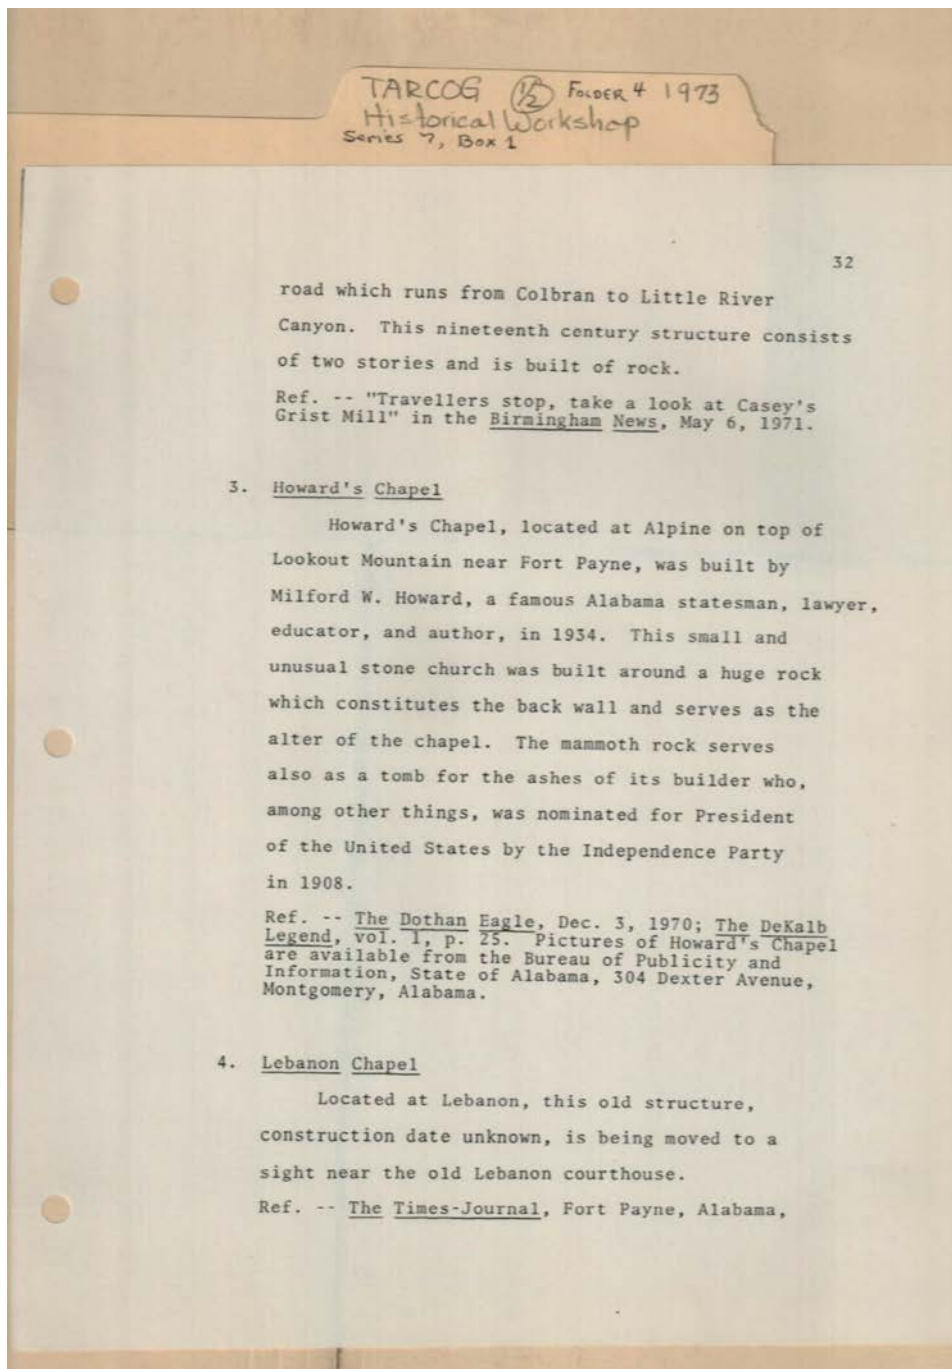 TARCOG 1/2 FOLDER 4 1973
Historical Workshop
Series 7, Box 1
32
road which runs from Colbran to Little River
Canyon. This nineteenth century structure consists
of two stories and is built of rock.
Ref. -- "Travellers stop, take a look at Casey's
Grist Mill" in the Birmingham News, May 6, 1971.
3. Howard's Chapel
Howard's Chapel, located at Alpine on top of
Lookout Mountain near Fort Payne, was built by
Milford W. Howard, a famous Alabama statesman, lawyer,
educator, and author, in 1934. This small and
unusual stone church was built around a huge rock
which constitutes the back wall and serves as the
alter of the chapel. The mammoth rock serves
also as a tomb for the ashes of its builder who,
among other things, was nominated for President
of the United States by the Independence Party
in 1908.
Ref. -- The Dothan Eagle, Dec. 3, 1970; The DeKalb
Legend, vol. 1, p. 25. Pictures of Howard's Chapel
are available from the Bureau of Publicity and
Information, State of Alabama, 304 Dexter Avenue,
Montgomery, Alabama.
4. Lebanon Chapel
Located at Lebanon, this old structure,
construction date unknown, is being moved to a
sight near the old Lebanon courthouse.
Ref. -- The Times-Journal, Fort Payne, Alabama,